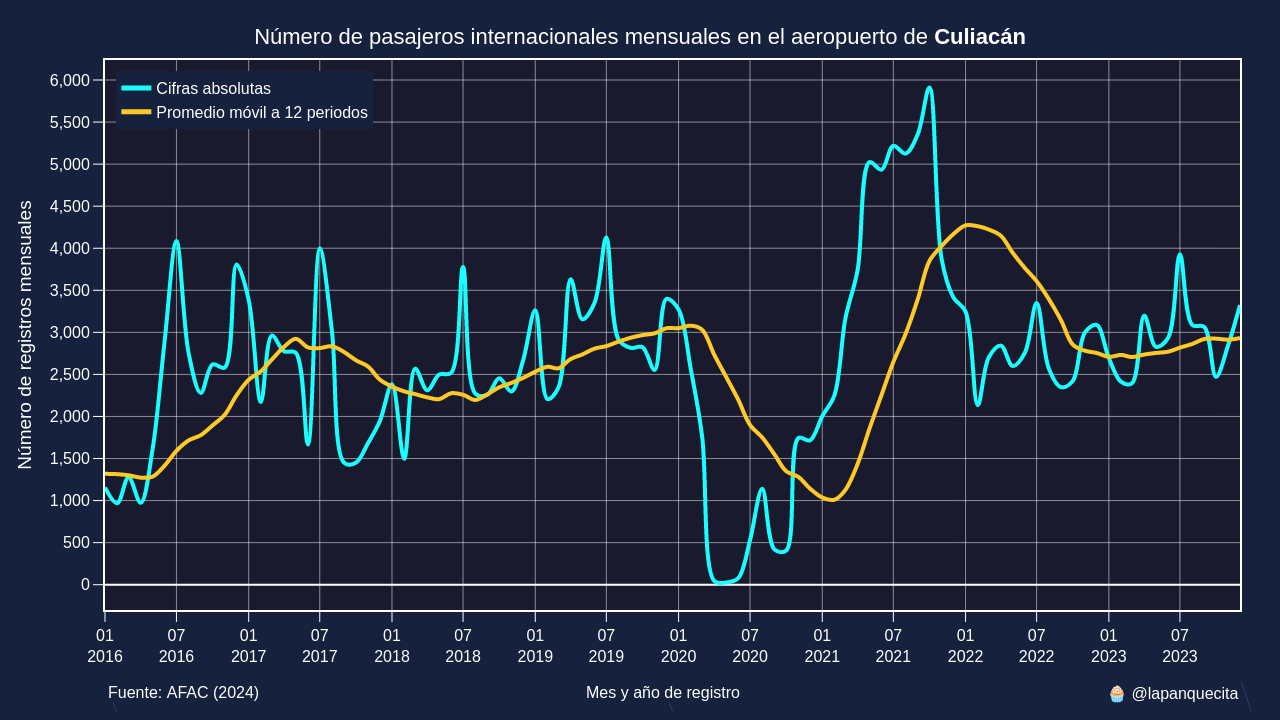 Número de pasajeros internacionales mensuales en el aeropuerto de Culiacán
Cifras absolutas
Promedio móvil a 12 periodos
Número de registros mensuales
6,000
5,500
5,000
4,500
4,000
3,500
3,000
2,500
2,000
1,500
1,000
500
0
01 07 01 07 01 07 01 07 01 07 01 07 01 07 01 07
2016 2016 2017 2017 2018 2018 2019 2019 2020 2020 2021 2021 2022 2022 2023 2023
Fuente: AFAC (2024)
Mes y año de registro
🧁 @lapanquecita